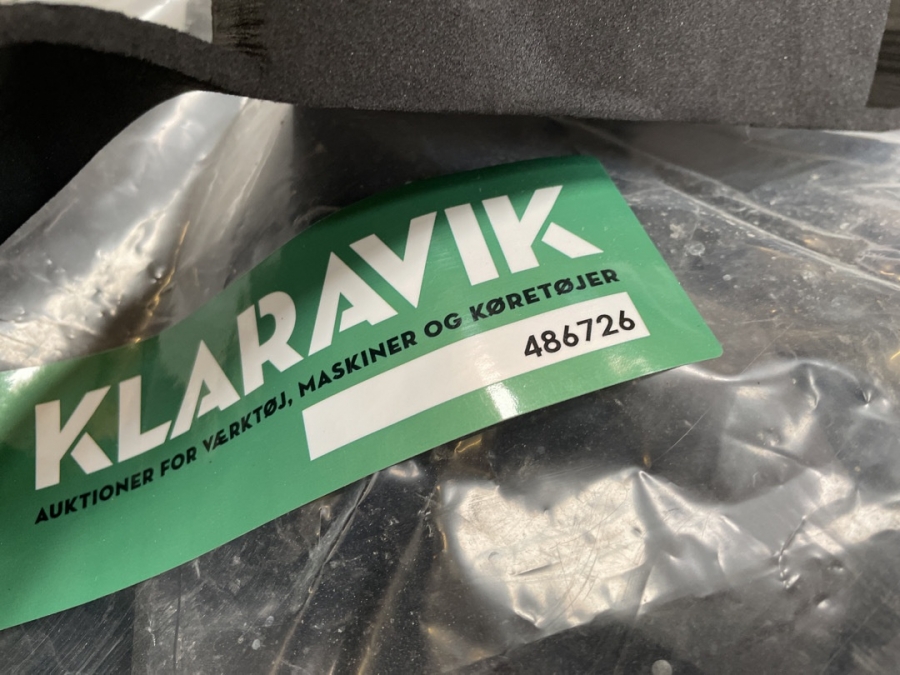 KLARAVIK
AUKTIONER FOR VÆRKTØJ, MASKINER OG KØRETØJER
486726